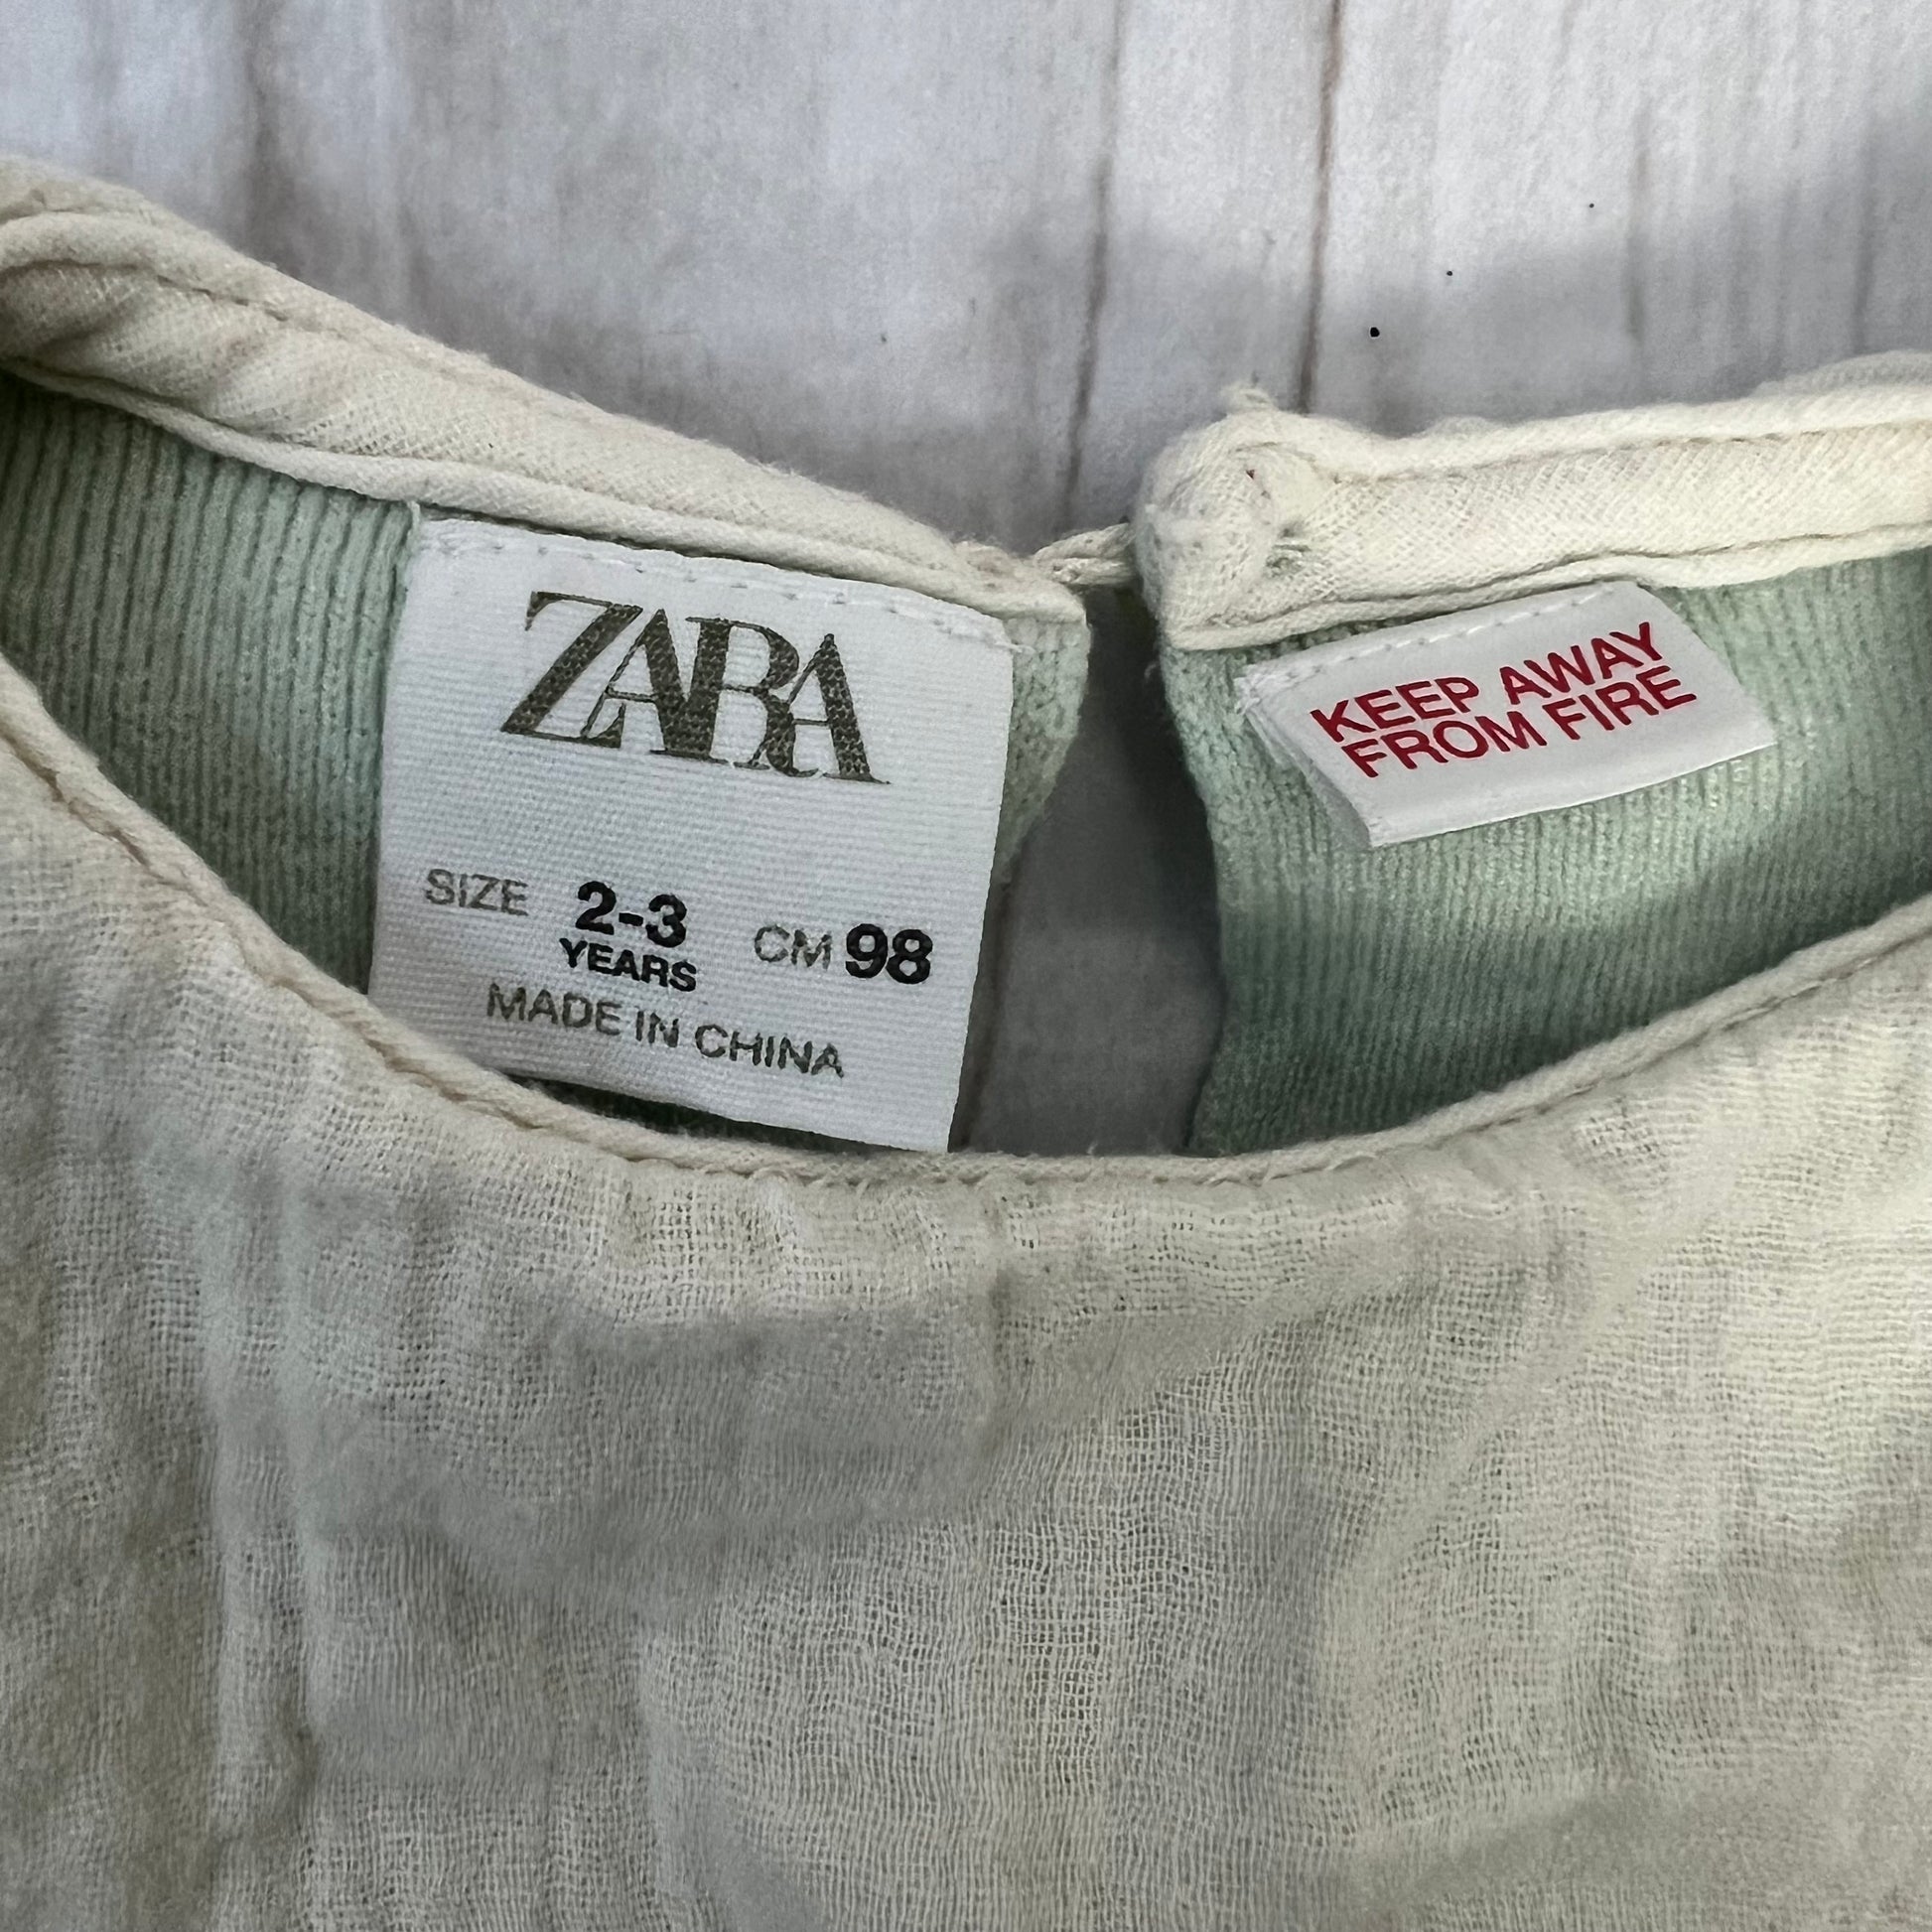 ZARA
SIZE 2-3 CM 98
YEARS
MADE IN CHINA
KEEP AWAY
FROM FIRE